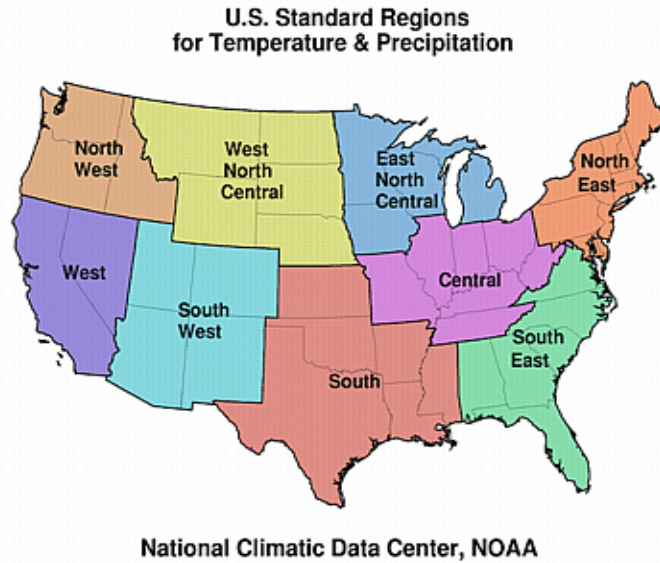 U.S. Standard Regions
for Temperature & Precipitation
North
West
West
North
Central
East
North
Central
North
East
West
South
West
Central
South
East
South
National Climatic Data Center, NOAA